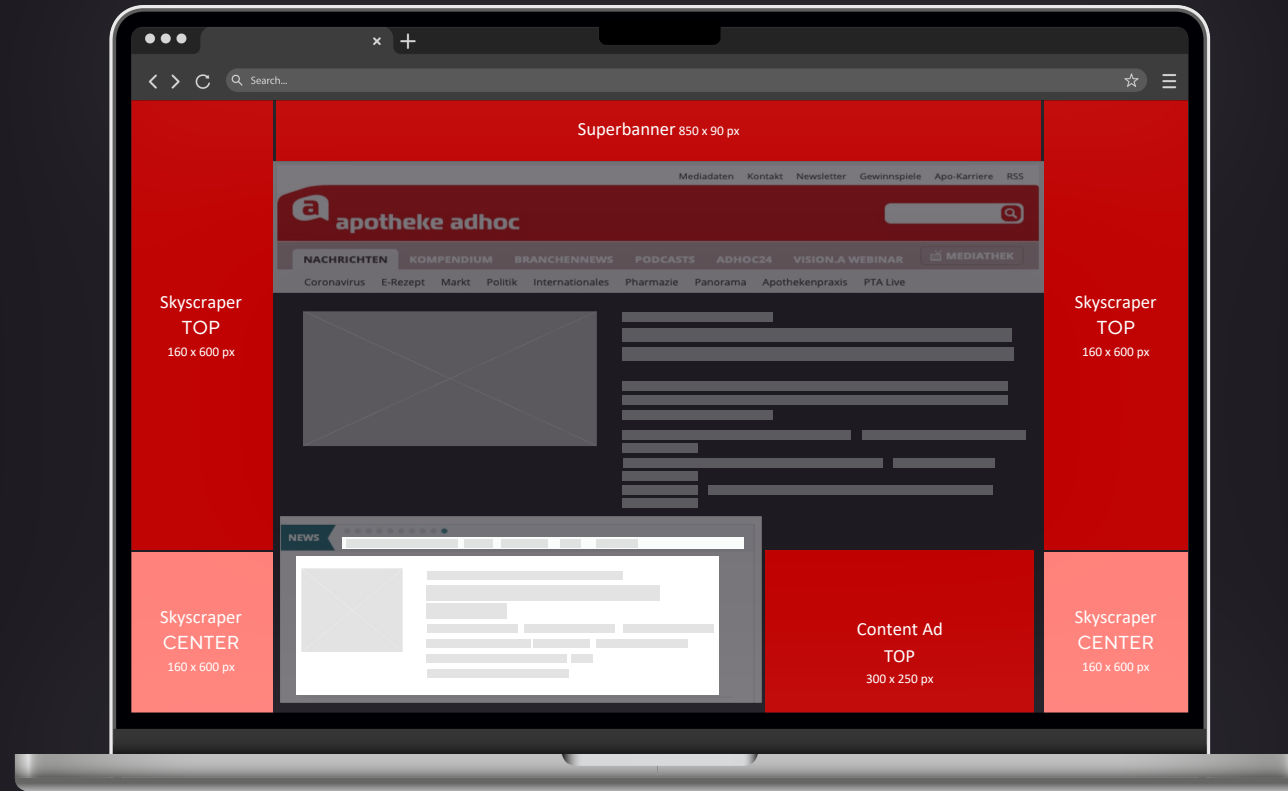 Search...
Superbanner 850 x 90 px
Mediadaten Kontakt Newsletter Gewinnspiele Apo-Karriere RSS
a apotheke adhoc
NACHRICHTEN KOMPENDIUM BRANCHENNEWS PODCASTS ADHOC24 VISION.A WEBINAR MEDIATHEK
Coronavirus E-Rezept Markt Politik Internationales Pharmazie Panorama Apothekenpraxis PTA Live
Skyscraper
TOP
160 x 600 px
Skyscraper
TOP
160 x 600 px
NEWS
Skyscraper
CENTER
160 x 600 px
Content Ad
TOP
300 x 250 px
Skyscraper
CENTER
160 x 600 px